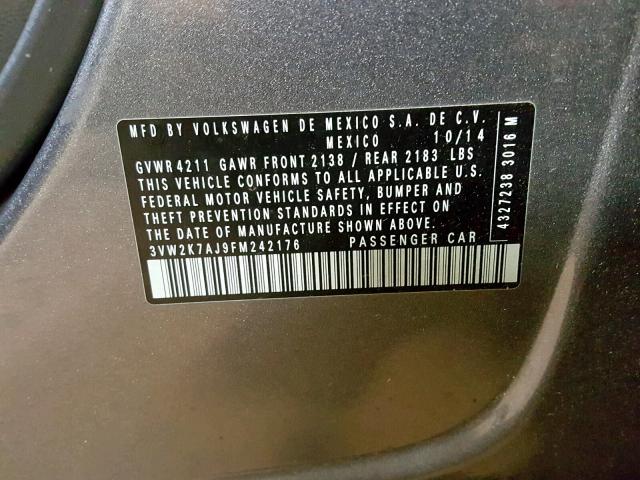 MFD BY VOLKSWAGEN DE MEXICO S.A. DE C.V.
MEXICO 10/14
GVWR 4211 GAWR FRONT 2138 / REAR 2183 LBS
THIS VEHICLE CONFORMS TO ALL APPLICABLE U.S.
FEDERAL MOTOR VEHICLE SAFETY, BUMPER AND
THEFT PREVENTION STANDARDS IN EFFECT ON
THE DATE OF MANUFACTURE SHOWN ABOVE.
3VW2K7AJ9FM242176 PASSENGER CAR
4327238 3016 M